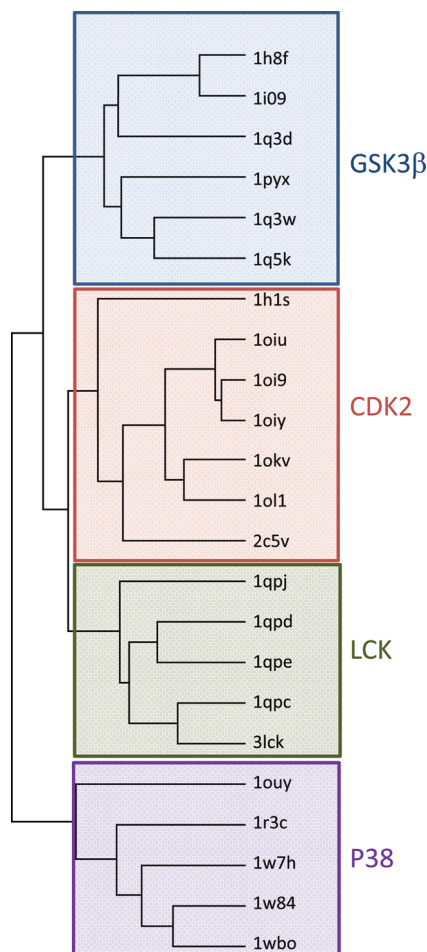 1h8f
1i09
1q3d
GSK3β
1pyx
1q3w
1q5k
1h1s
1oiu
1oi9
CDK2
1oiy
1okv
1ol1
2c5v
1qpj
1qpd
LCK
1qpe
1qpc
3lck
1ouy
1r3c
P38
1w7h
1w84
1wbo